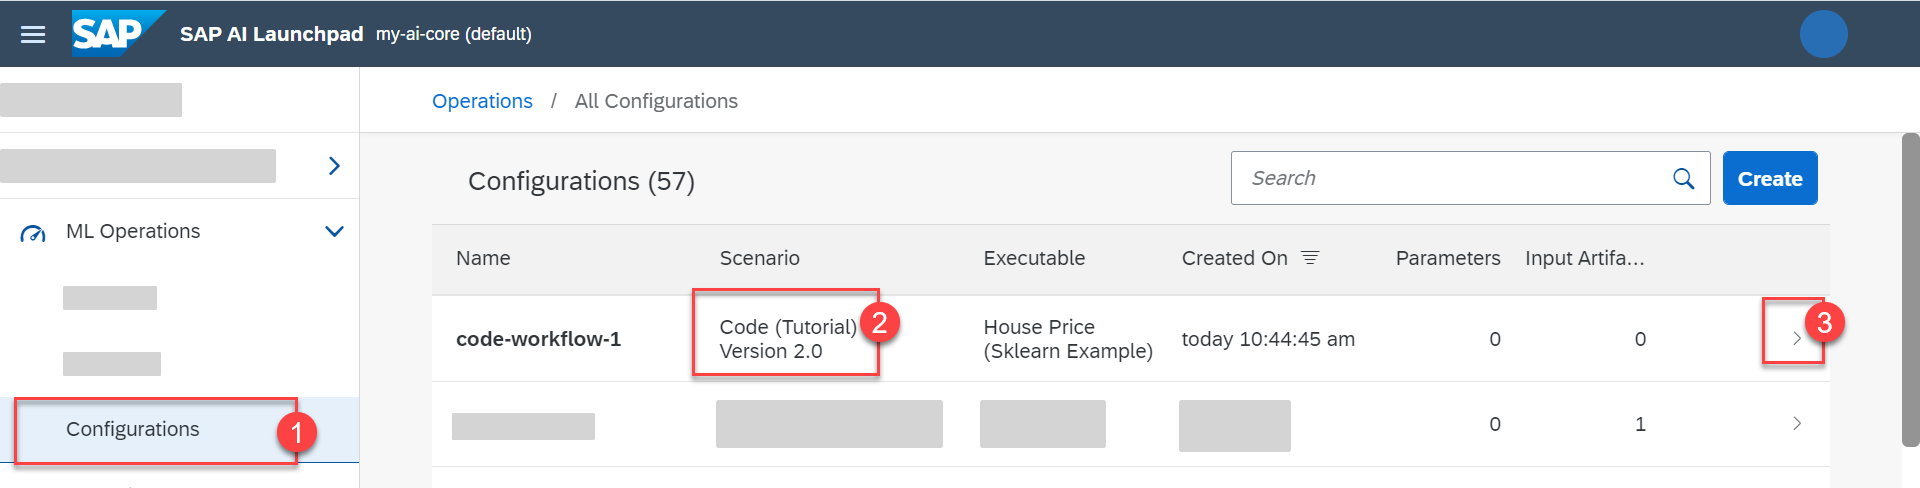 SAP SAP AI Launchpad my-ai-core (default)
Operations / All Configurations
Configurations (57)
Search
Create
ML Operations
Configurations
1
Name Scenario Executable Created On Parameters Input Artifa...
code-workflow-1
Code (Tutorial)
Version 2.0
2
House Price
(Sklearn Example)
today 10:44:45 am
0
0
3
0
1